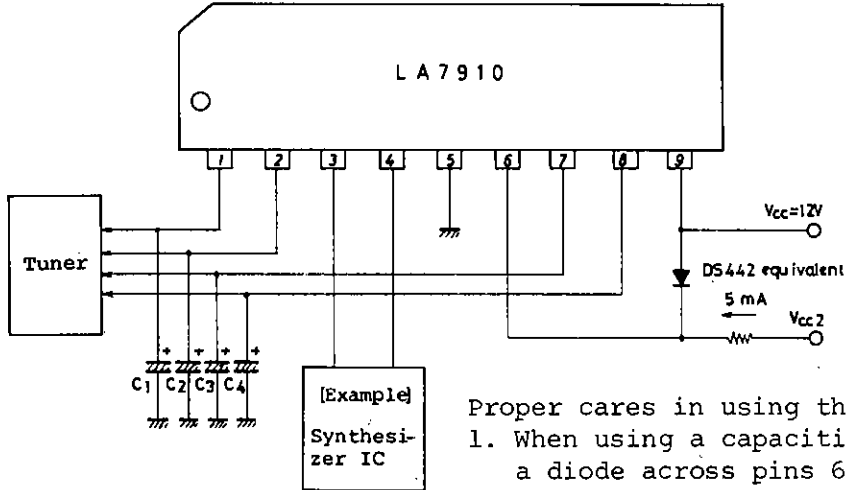 LA7910
1 2 3 4 5 6 7 8 9
Vcc=12V
Tuner
DS442 equivalent
5 mA
Vcc2
C1 C2 C3 C4
[Example]
Synthesi-
zer IC
Proper cares in using th
1. When using a capaciti
a diode across pins 6